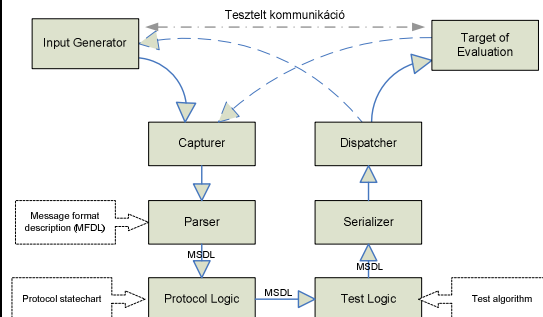 Tesztelt kommunikáció
Input Generator
Target of
Evaluation
Capturer
Dispatcher
Message format
description (MFDL)
Parser
Serializer
MSDL
MSDL
Protocol statechart
Protocol Logic
MSDL
Test Logic
Test algorithm